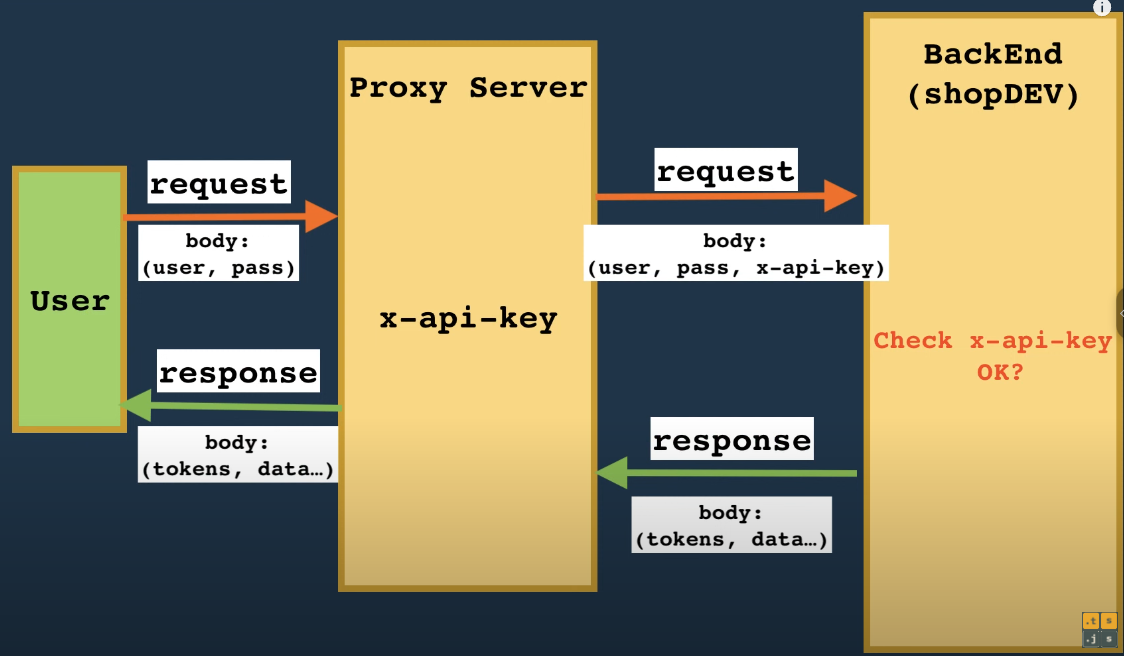 BackEnd
(shopDEV)
Proxy Server
request
request
body:
(user, pass)
body:
(user, pass, x-api-key)
User
x-api-key
Check x-api-key
OK?
response
response
body:
(tokens, data…)
body:
(tokens, data…)
i
.t s
.j s